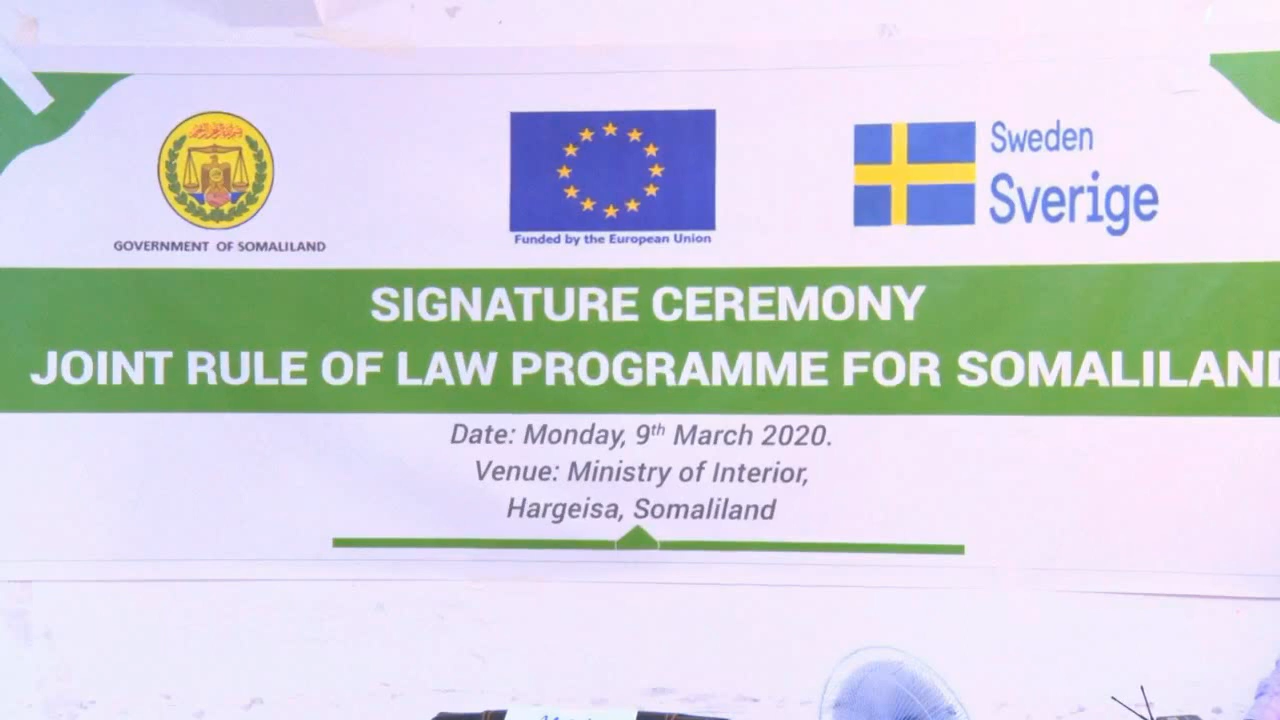 GOVERNMENT OF SOMALILAND
Funded by the European Union
Sweden
Sverige
SIGNATURE CEREMONY
JOINT RULE OF LAW PROGRAMME FOR SOMALILAND
Date: Monday, 9th March 2020.
Venue: Ministry of Interior,
Hargeisa, Somaliland